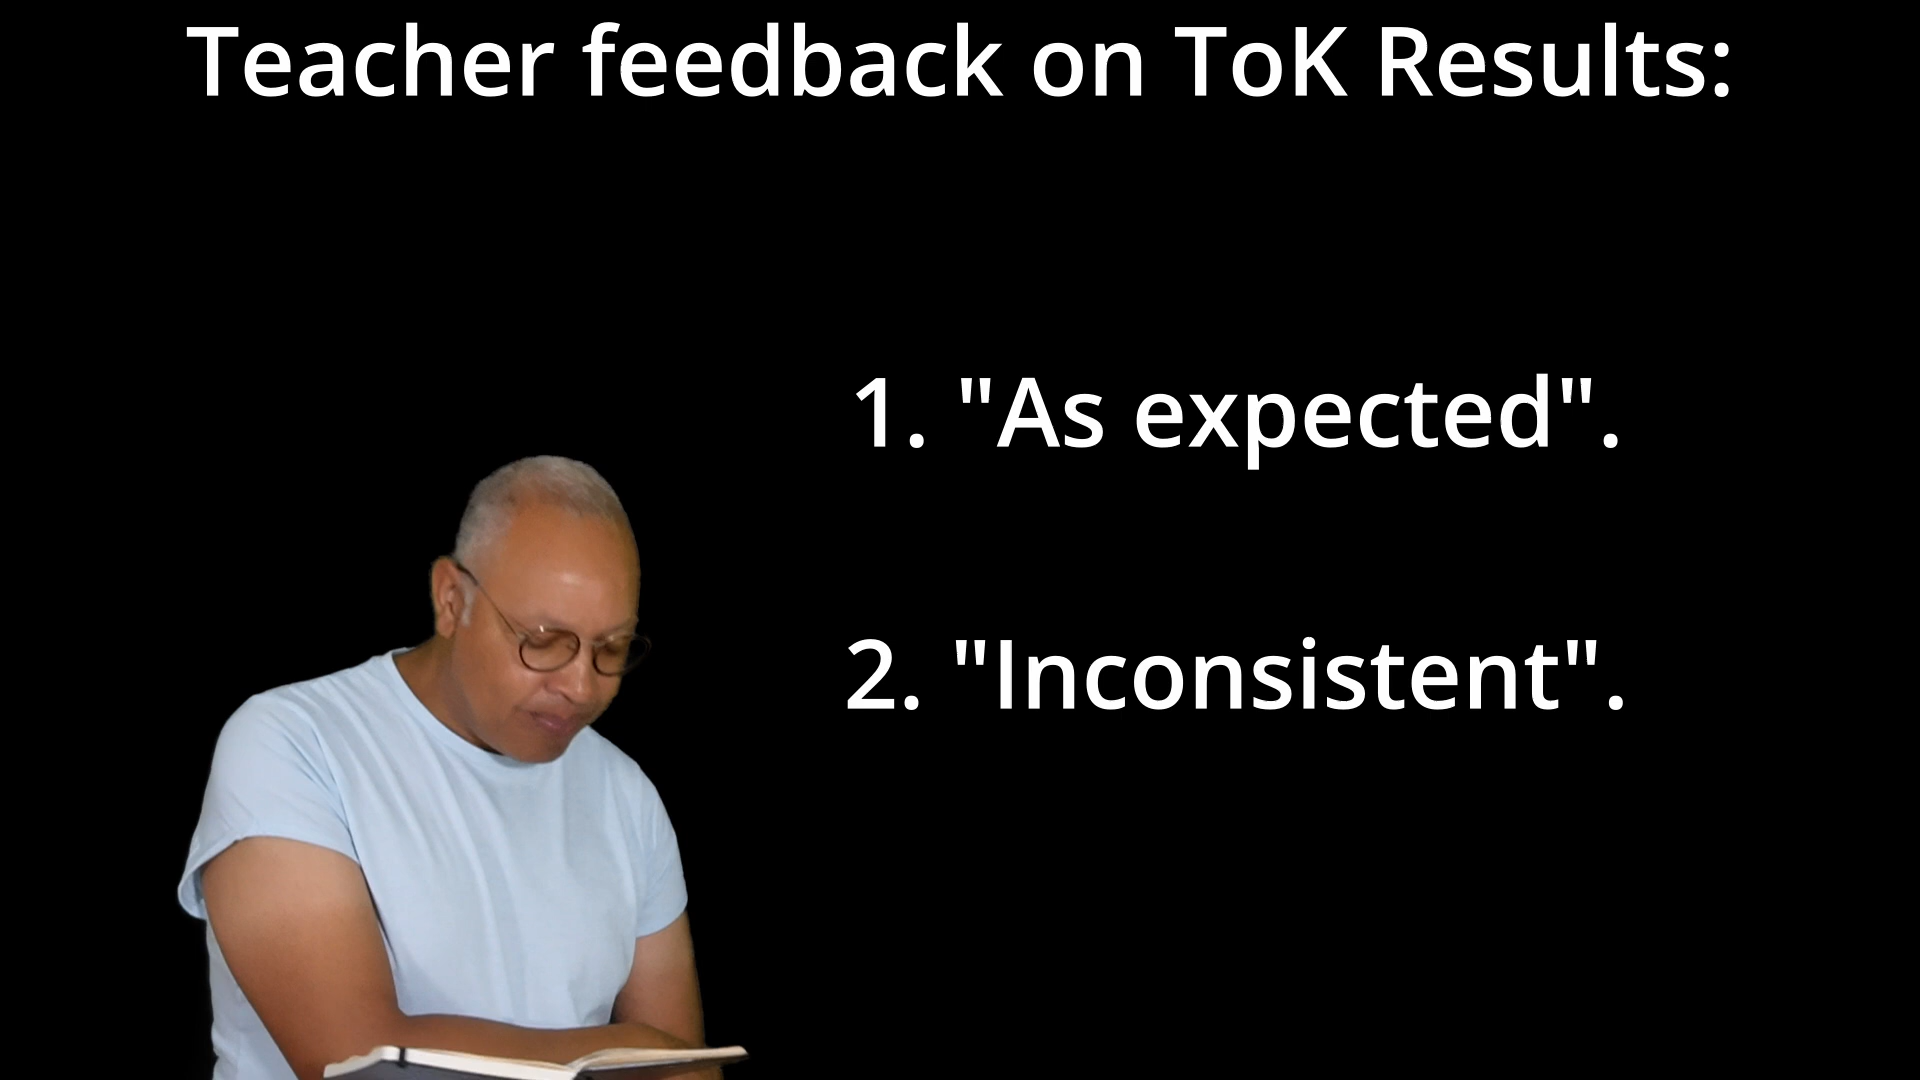 Teacher feedback on ToK Results:
1. "As expected".
2. "Inconsistent".